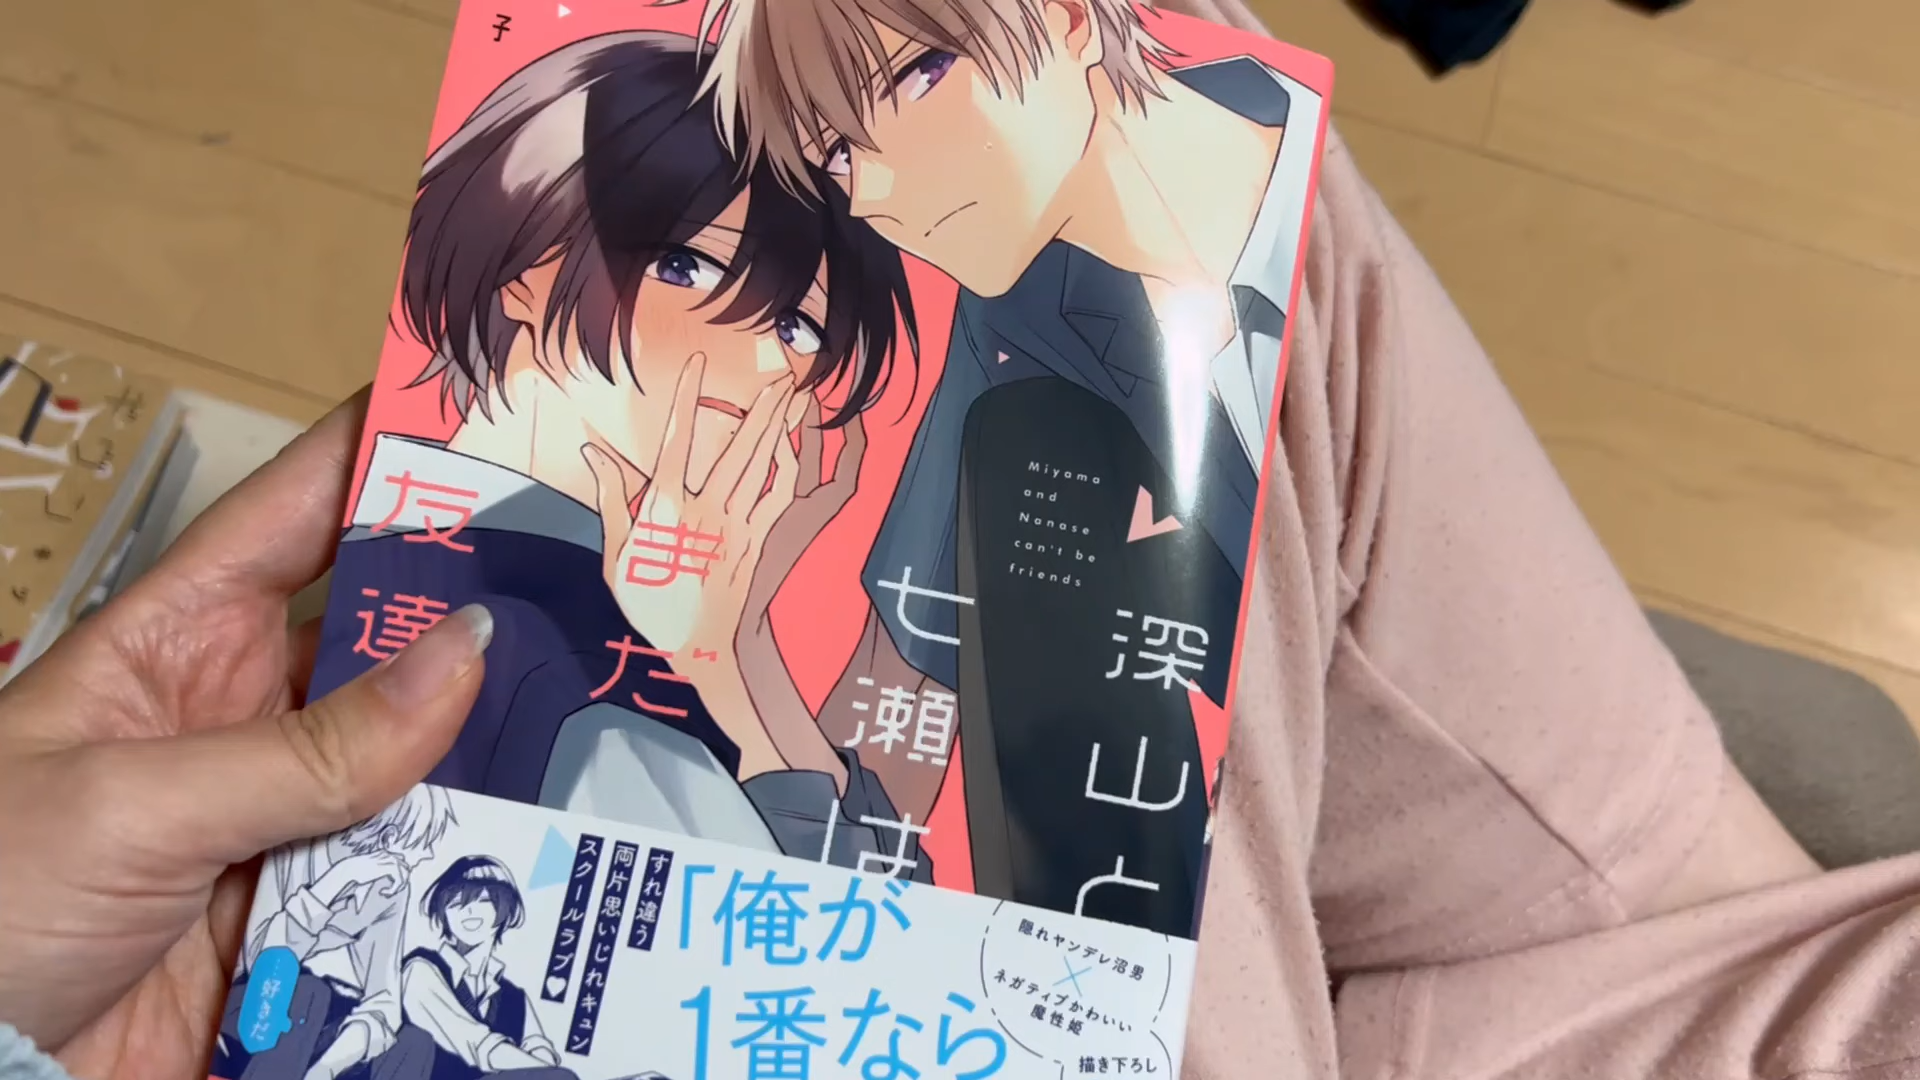 子
深山と
七瀬は
まだ
友達
Miyama
and
Nanase
can't be
friends
すれ違う
両片思いじれキュン
スクールラブ♥
「俺が
1番なら
隠れヤンデレ沼男
×
ネガティブかわいい
魔性姫
描き下ろし
…好きだ